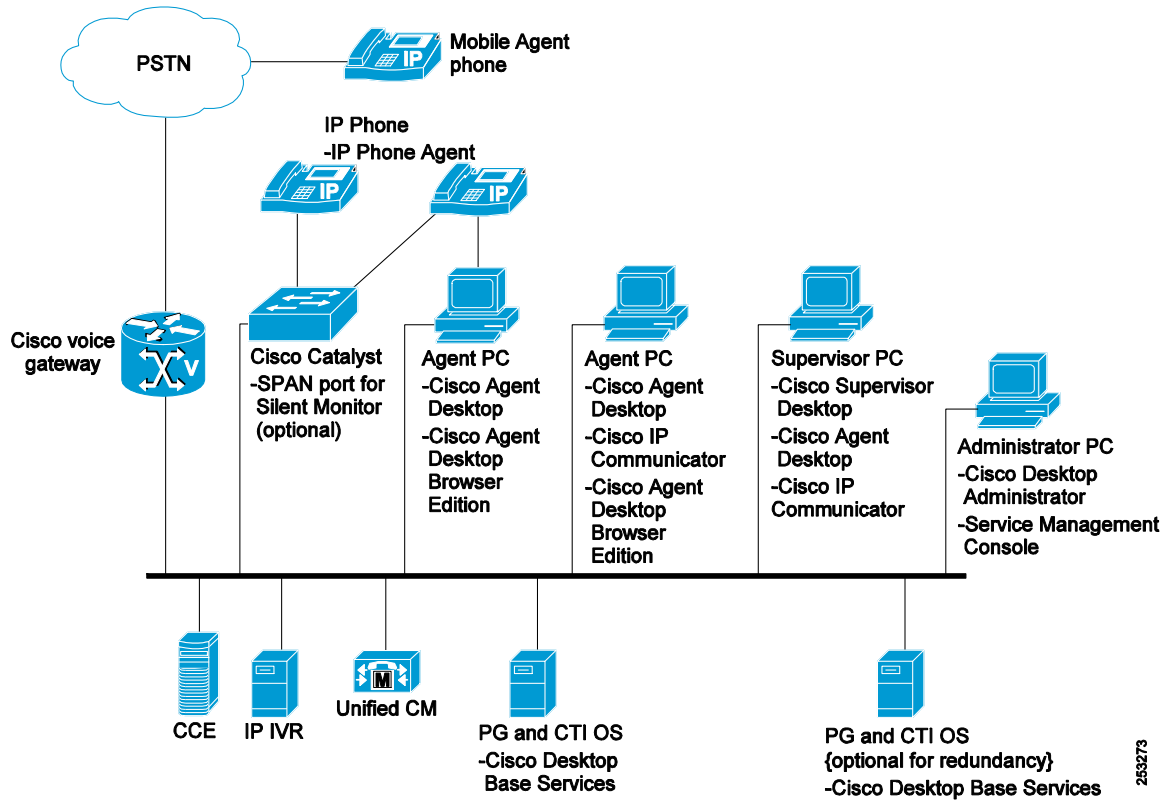 PSTN
IP
Mobile Agent
phone
IP Phone
-IP Phone Agent
IP
IP
Cisco voice
gateway
V
Cisco Catalyst
-SPAN port for
Silent Monitor
(optional)
Agent PC
-Cisco Agent
Desktop
-Cisco Agent
Desktop
Browser
Edition
Agent PC
-Cisco Agent
Desktop
-Cisco IP
Communicator
-Cisco Agent
Desktop
Browser
Edition
Supervisor PC
-Cisco Supervisor
Desktop
-Cisco Agent
Desktop
-Cisco IP
Communicator
Administrator PC
-Cisco Desktop
Administrator
-Service Management
Console
CCE
IP IVR
M
Unified CM
PG and CTI OS
-Cisco Desktop
Base Services
PG and CTI OS
{optional for redundancy}
-Cisco Desktop Base Services
253273